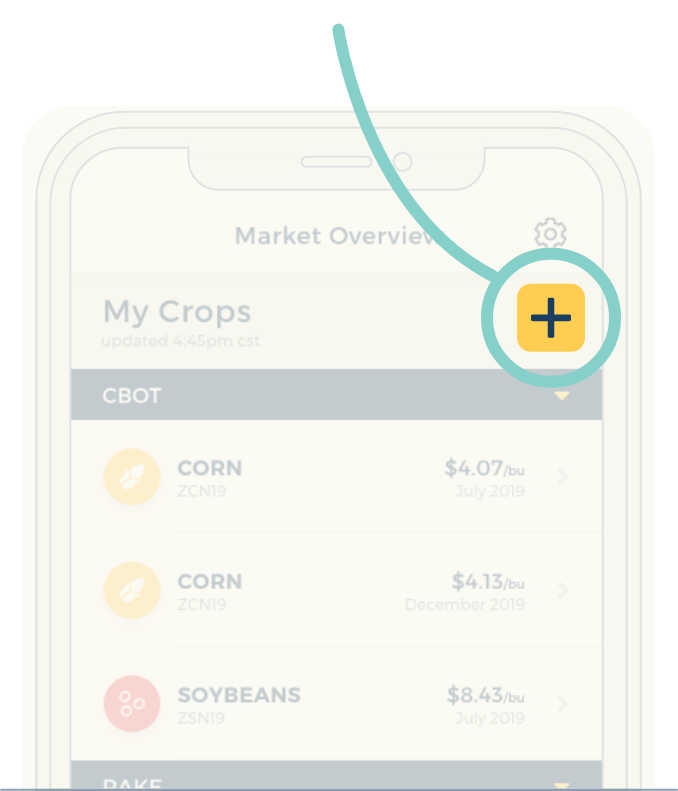 Market Overview
My Crops
updated 4:45pm cst
CBOT
CORN $4.07/bu
ZCN19 July 2019
CORN $4.13/bu
ZCN19 December 2019
SOYBEANS $8.43/bu
ZSN19 July 2019